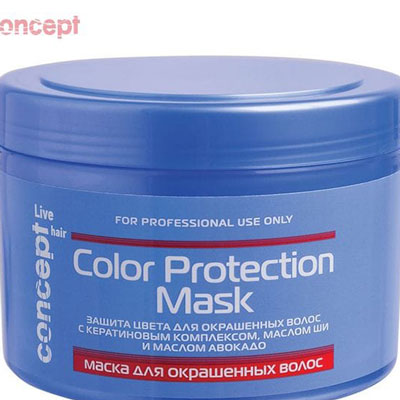 concept
FOR PROFESSIONAL USE ONLY
concept
Live
hair
Color Protection
Mask
ЗАЩИТА ЦВЕТА ДЛЯ ОКРАШЕННЫХ ВОЛОС
С КЕРАТИНОВЫМ КОМПЛЕКСОМ, МАСЛОМ ШИ
И МАСЛОМ АВОКАДО
МАСКА ДЛЯ ОКРАШЕННЫХ ВОЛОС